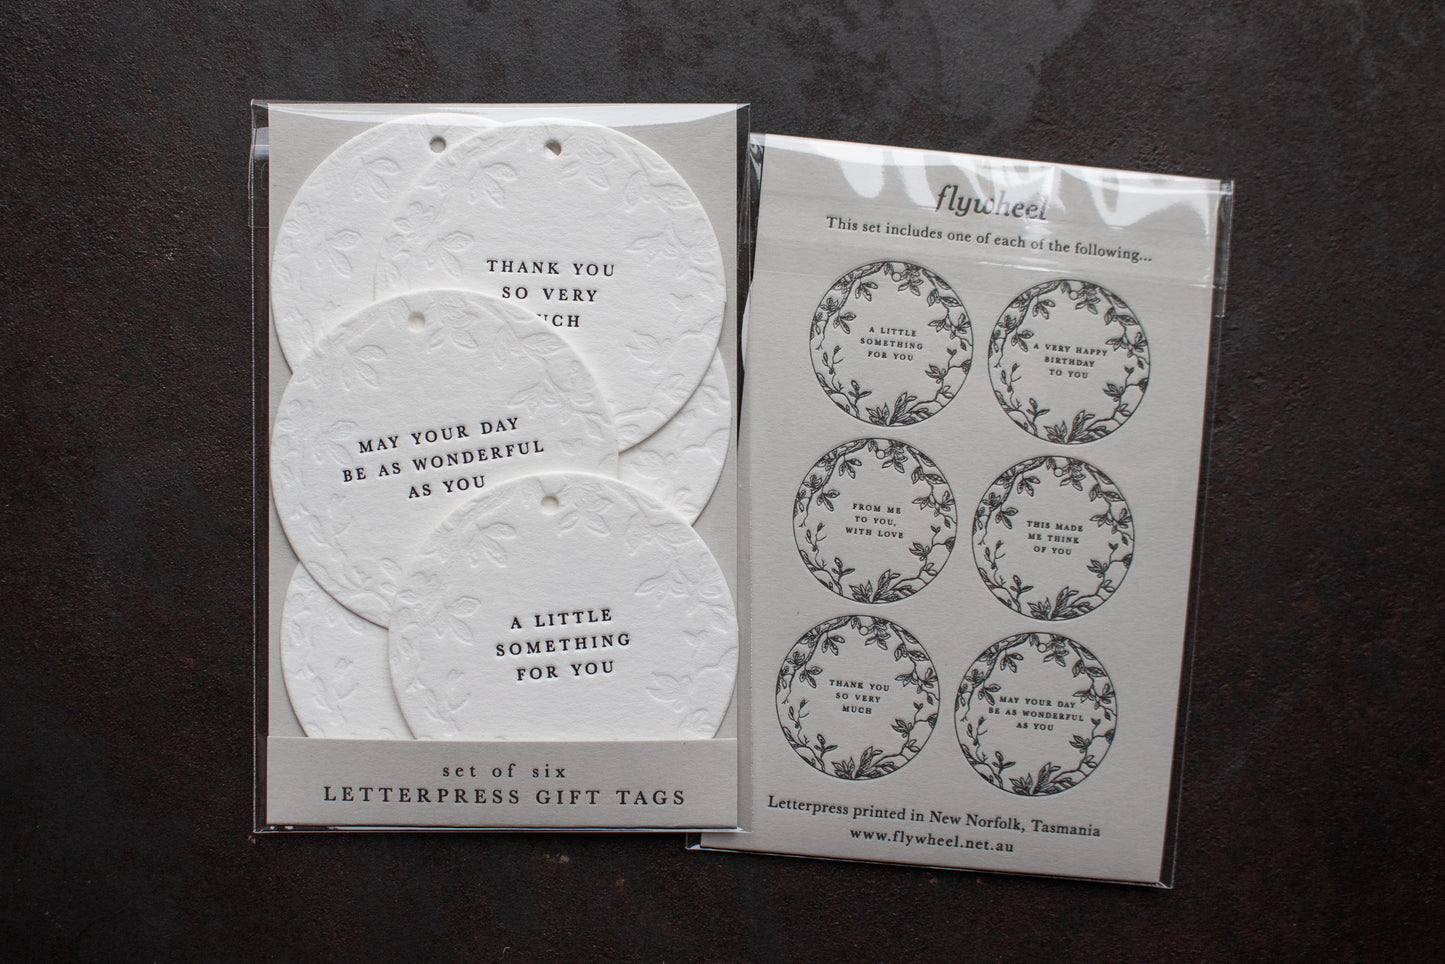 THANK YOU
SO VERY
UCH
MAY YOUR DAY
BE AS WONDERFUL
AS YOU
A LITTLE
SOMETHING
FOR YOU
set of six
LETTERPRESS GIFT TAGS
flywheel
This set includes one of each of the following...
A LITTLE
SOMETHING
FOR YOU
A VERY HAPPY
BIRTHDAY
TO YOU
FROM ME
TO YOU,
WITH LOVE
THIS MADE
ME THINK
OF YOU
THANK YOU
SO VERY
MUCH
MAY YOUR DAY
BE AS WONDERFUL
AS YOU
Letterpress printed in New Norfolk, Tasmania
www.flywheel.net.au